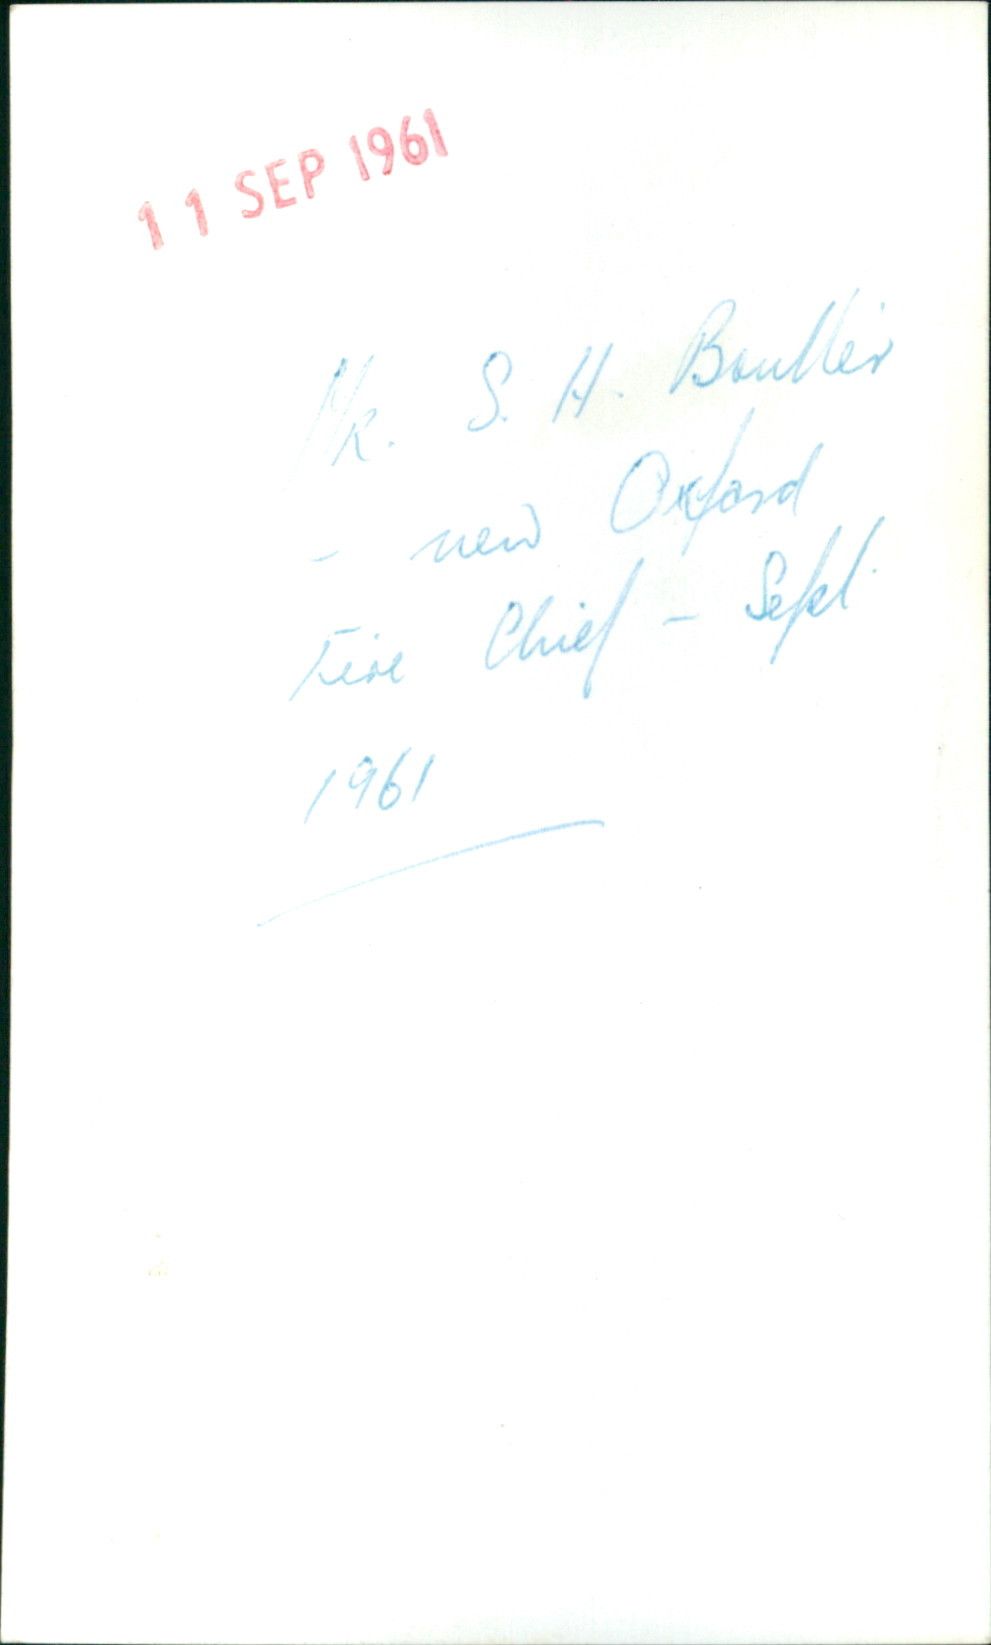 11 SEP 1961
Mr. S. H. Boulter
- new Oxford
Fire Chief - Sept.
1961